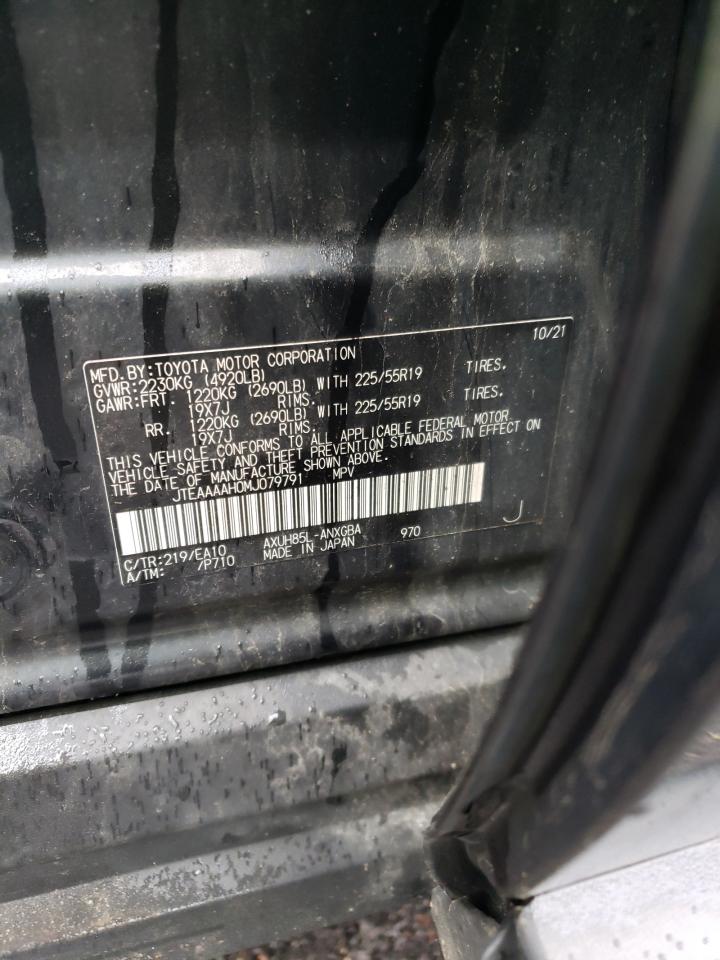 10/21
MFD. BY:TOYOTA MOTOR CORPORATION
GVWR:2230KG (4920LB)
GAWR:FRT. 1220KG (2690LB) WITH 225/55R19 TIRES,
19X7J RIMS,
RR. 1220KG (2690LB) WITH 225/55R19 TIRES,
19X7J RIMS.
THIS VEHICLE CONFORMS TO ALL APPLICABLE FEDERAL MOTOR
VEHICLE SAFETY AND THEFT PREVENTION STANDARDS IN EFFECT ON
THE DATE OF MANUFACTURE SHOWN ABOVE.
JTEAAAAH0MJ079791 MPV
C/TR:219/EA10 AXUH85L-ANXGBA 970 J
A/TM: /P710 MADE IN JAPAN